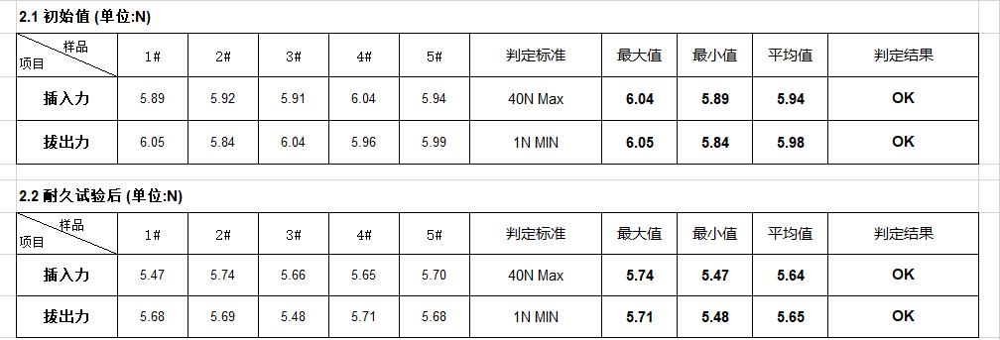 2.1 初始值 (单位:N)
样品 项目 1# 2# 3# 4# 5# 判定标准 最大值 最小值 平均值 判定结果
插入力 5.89 5.92 5.91 6.04 5.94 40N Max 6.04 5.89 5.94 OK
拔出力 6.05 5.84 6.04 5.96 5.99 1N MIN 6.05 5.84 5.98 OK
2.2 耐久试验后 (单位:N)
样品 项目 1# 2# 3# 4# 5# 判定标准 最大值 最小值 平均值 判定结果
插入力 5.47 5.74 5.66 5.65 5.70 40N Max 5.74 5.47 5.64 OK
拔出力 5.68 5.69 5.48 5.71 5.68 1N MIN 5.71 5.48 5.65 OK